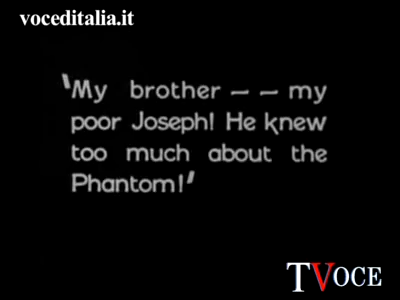 voceditalia.it
'My brother — — my
poor Joseph! He knew
too much about the
Phantom!'
TVOCE